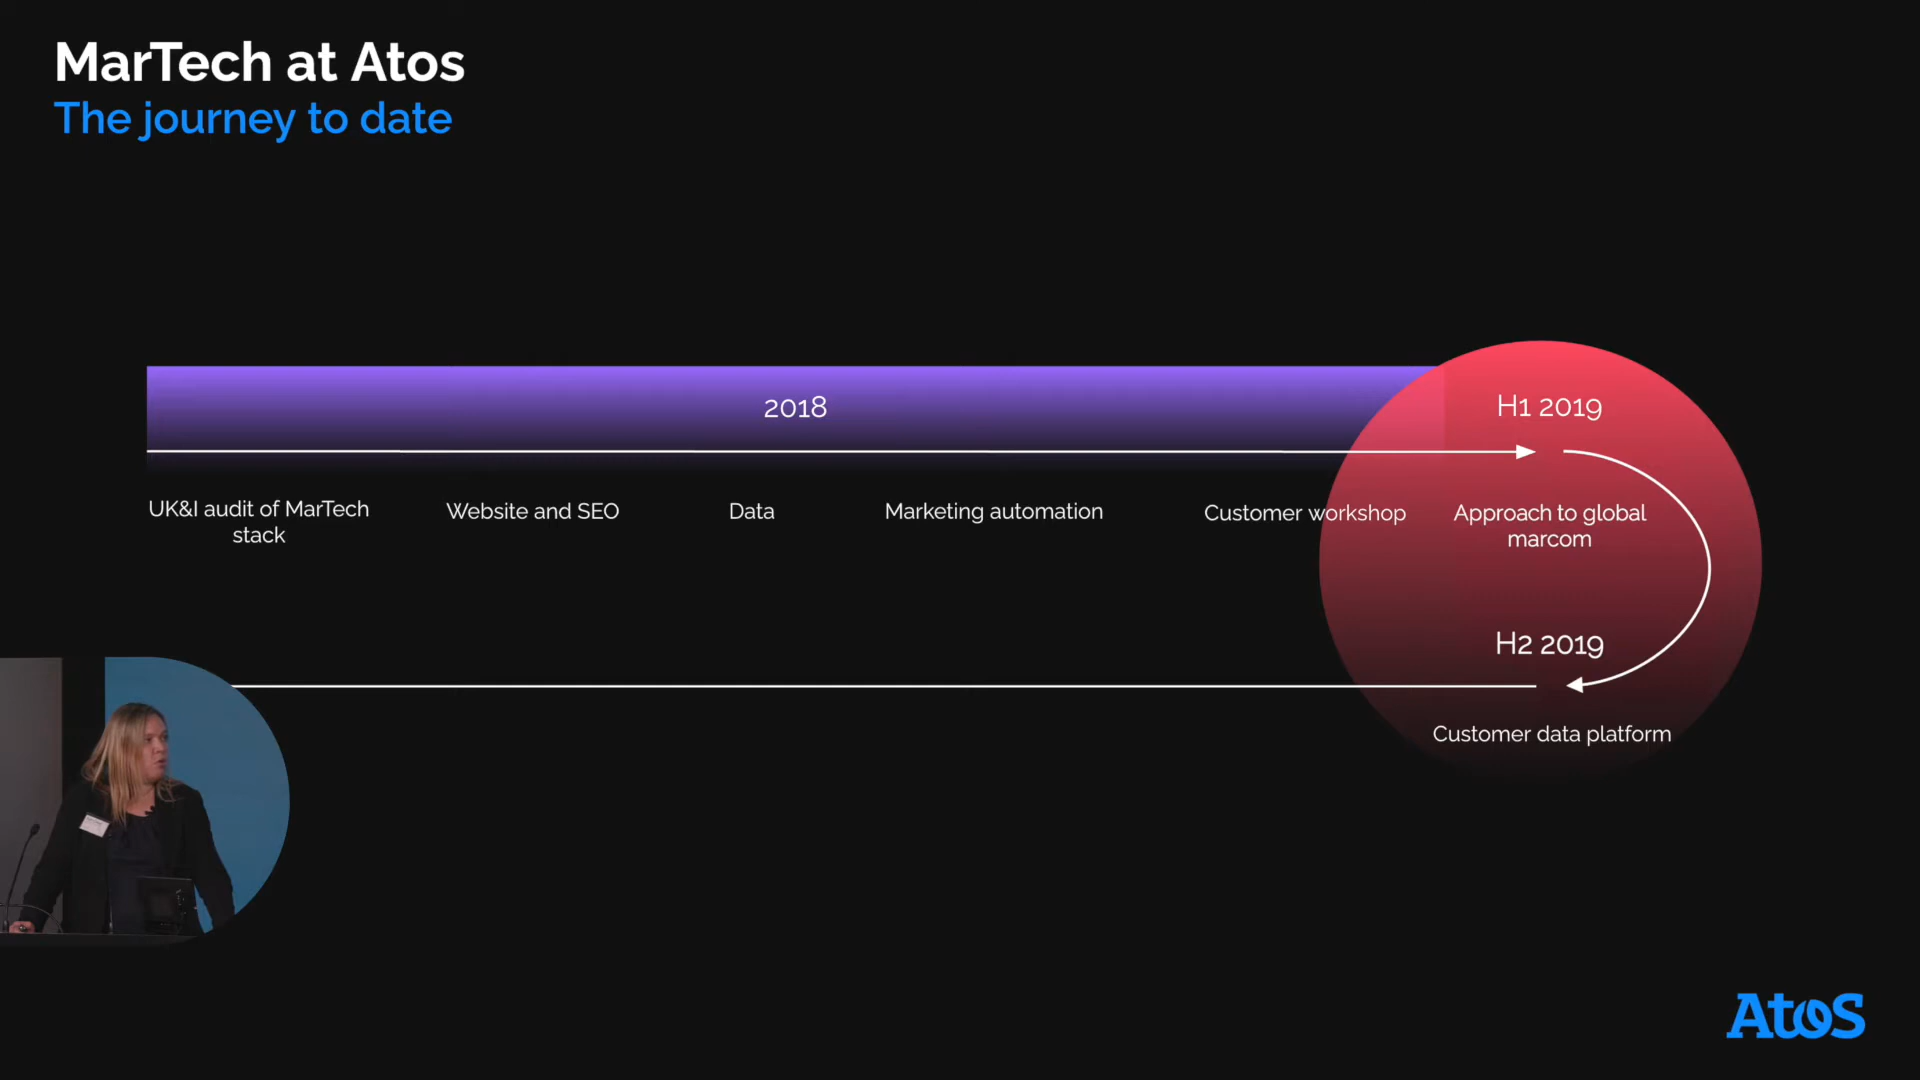 MarTech at Atos
The journey to date
2018
H1 2019
UK&I audit of MarTech
stack
Website and SEO
Data
Marketing automation
Customer workshop
Approach to global
marcom
H2 2019
Customer data platform
Atos